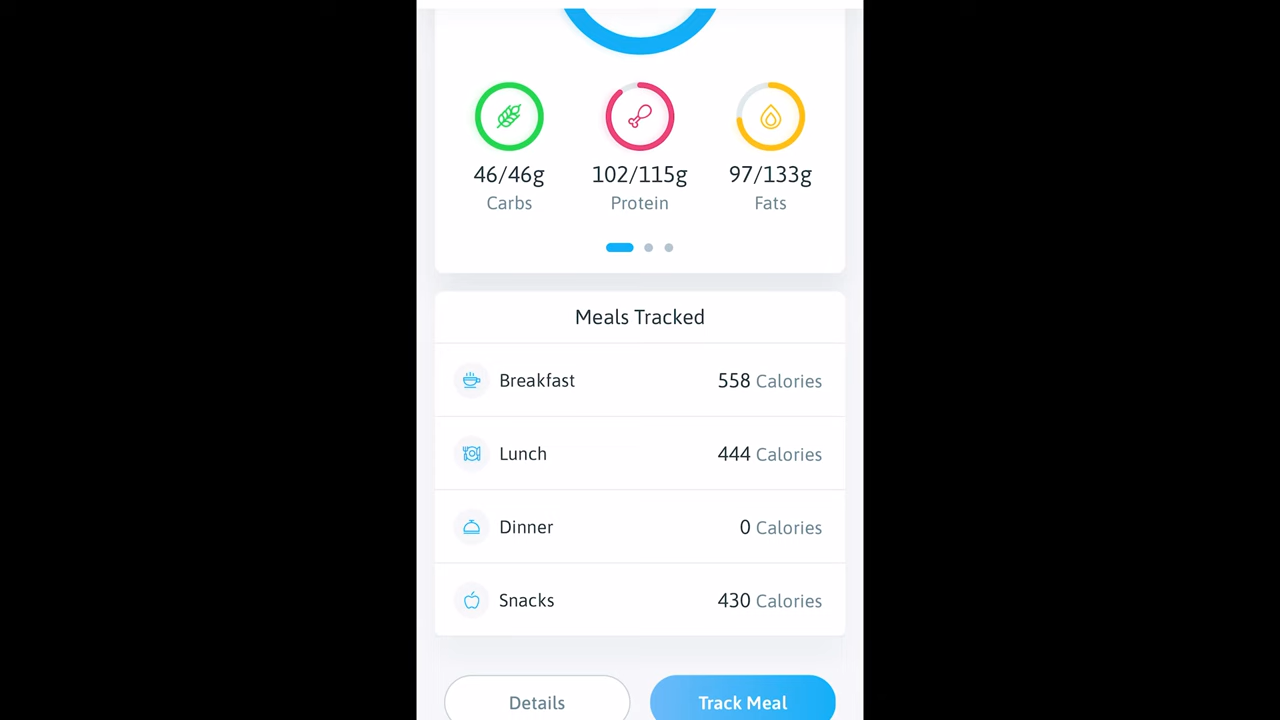 46/46g 102/115g 97/133g
Carbs Protein Fats
Meals Tracked
Breakfast 558 Calories
Lunch 444 Calories
Dinner 0 Calories
Snacks 430 Calories
Details Track Meal